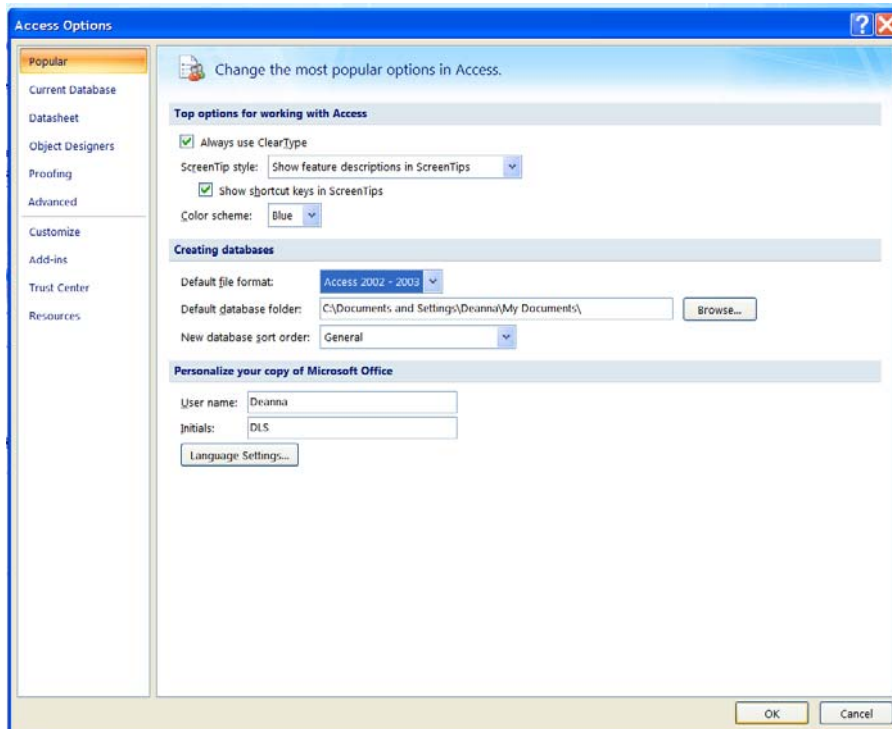 Access Options
Popular
Current Database
Datasheet
Object Designers
Proofing
Advanced
Customize
Add-ins
Trust Center
Resources
Change the most popular options in Access.
Top options for working with Access
Always use ClearType
ScreenTip style: Show feature descriptions in ScreenTips
Show shortcut keys in ScreenTips
Color scheme: Blue
Creating databases
Default file format: Access 2002 - 2003
Default database folder: C:\Documents and Settings\Deanna\My Documents\ Browse...
New database sort order: General
Personalize your copy of Microsoft Office
User name: Deanna
Initials: DLS
Language Settings...
OK Cancel